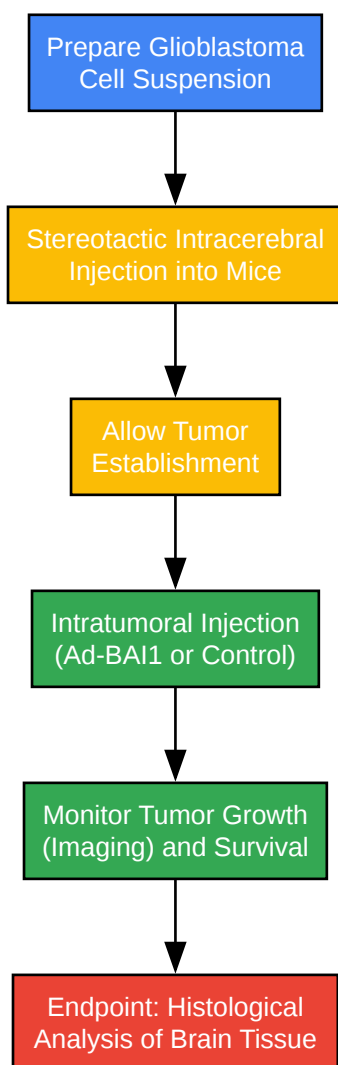 Prepare Glioblastoma
Cell Suspension
Stereotactic Intracerebral
Injection into Mice
Allow Tumor
Establishment
Intratumoral Injection
(Ad-BAI1 or Control)
Monitor Tumor Growth
(Imaging) and Survival
Endpoint: Histological
Analysis of Brain Tissue